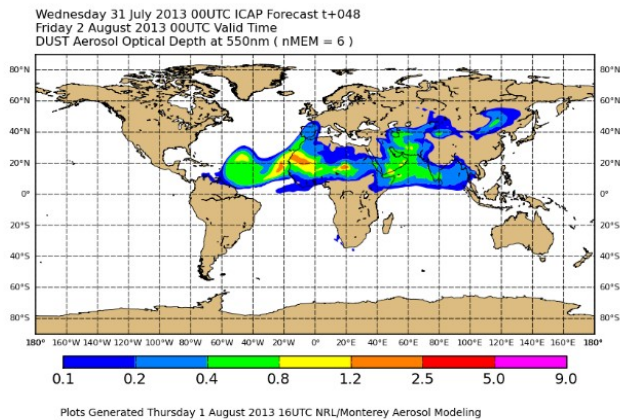 Wednesday 31 July 2013 00UTC ICAP Forecast t+048
Friday 2 August 2013 00UTC Valid Time
DUST Aerosol Optical Depth at 550nm ( nMEM = 6 )
80°N 80°N
60°N 60°N
40°N 40°N
20°N 20°N
0° 0°
20°S 20°S
40°S 40°S
60°S 60°S
80°S 80°S
180° 160°W 140°W 120°W 100°W 80°W 60°W 40°W 20°W 0° 20°E 40°E 60°E 80°E 100°E 120°E 140°E 160°E 180°
0.1 0.2 0.4 0.8 1.2 2.5 5.0 9.0
Plots Generated Thursday 1 August 2013 16UTC NRL/Monterey Aerosol Modeling